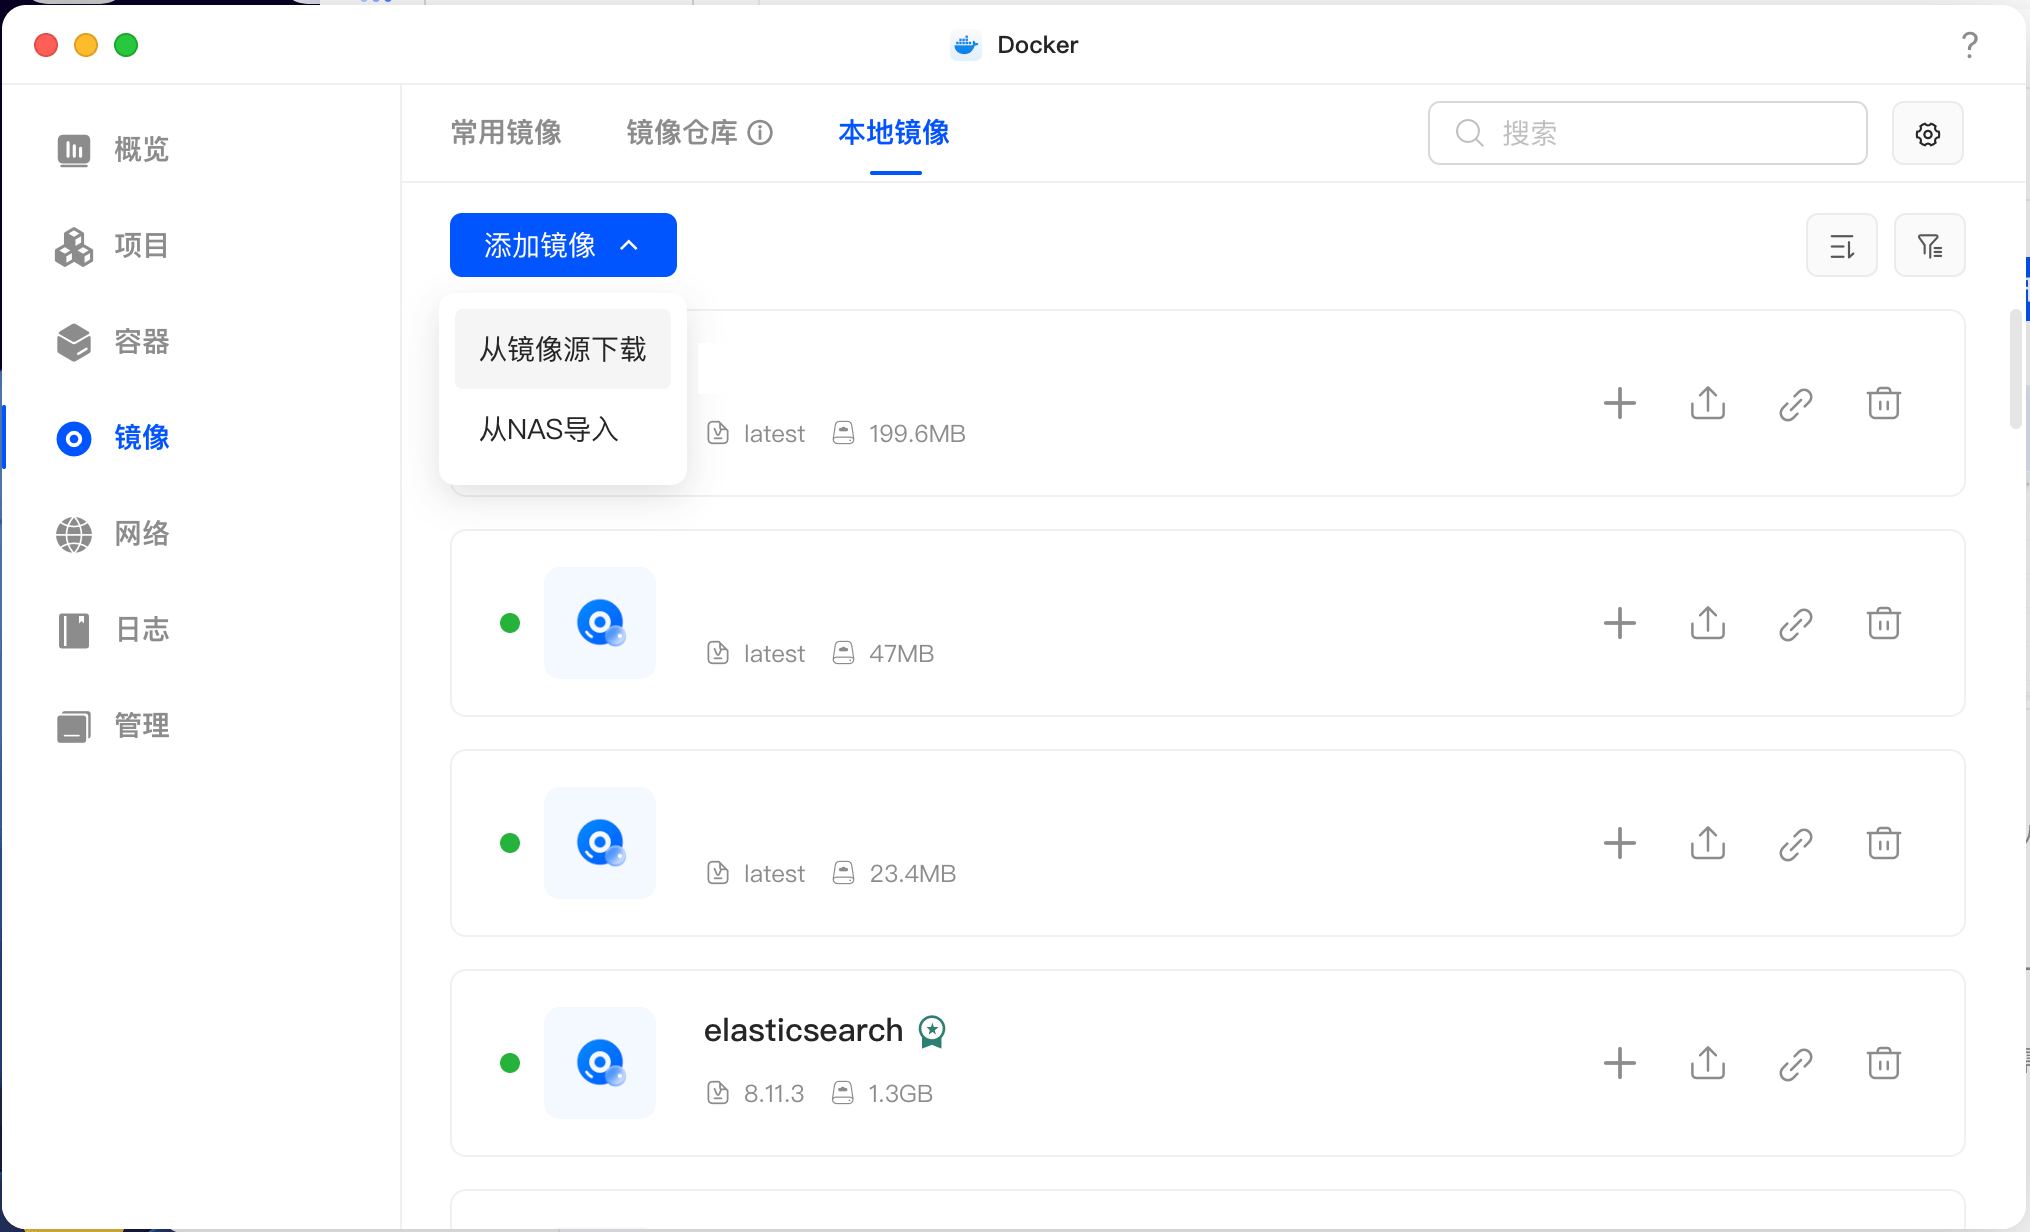 Docker
?
概览
项目
容器
镜像
网络
日志
管理
常用镜像 镜像仓库 本地镜像
搜索
添加镜像
从镜像源下载
从NAS导入
latest 199.6MB
latest 47MB
latest 23.4MB
elasticsearch
8.11.3 1.3GB